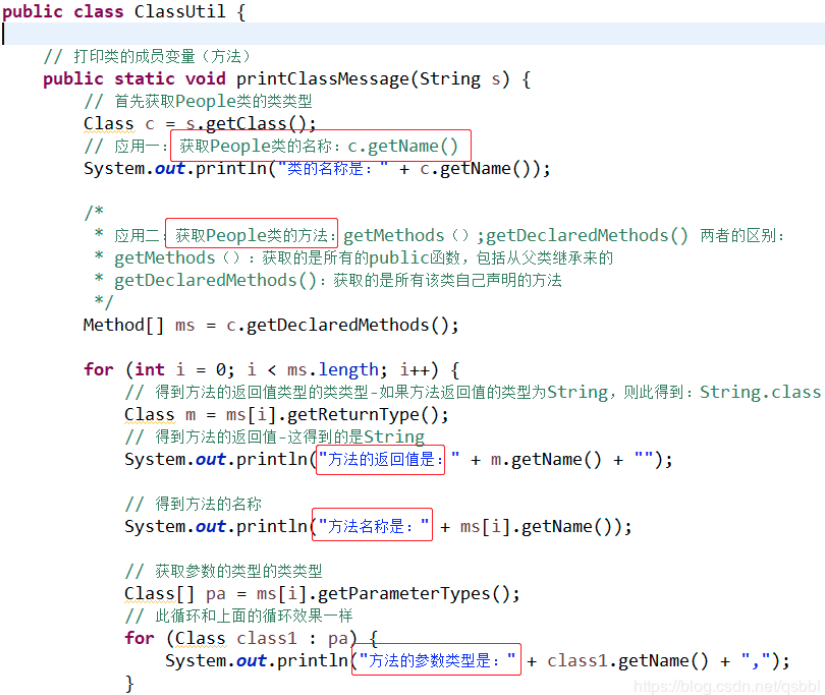 public class ClassUtil {
// 打印类的成员变量（方法）
public static void printClassMessage(String s) {
// 首先获取People类的类类型
Class c = s.getClass();
// 应用一：获取People类的名称：c.getName()
System.out.println("类的名称是：" + c.getName());
/*
* 应用二：获取People类的方法：getMethods（）;getDeclaredMethods() 两者的区别：
* getMethods（）：获取的是所有的public函数，包括从父类继承来的
* getDeclaredMethods()：获取的是所有该类自己声明的方法
*/
Method[] ms = c.getDeclaredMethods();
for (int i = 0; i < ms.length; i++) {
// 得到方法的返回值类型的类类型-如果方法返回值的类型为String，则此得到：String.class
Class m = ms[i].getReturnType();
// 得到方法的返回值-这得到的是String
System.out.println("方法的返回值是：" + m.getName() + "");
// 得到方法的名称
System.out.println("方法名称是：" + ms[i].getName());
// 获取参数的类型的类类型
Class[] pa = ms[i].getParameterTypes();
// 此循环和上面的循环效果一样
for (Class class1 : pa) {
System.out.println("方法的参数类型是：" + class1.getName() + ",");
}
https://blog.csdn.net/qsbbl